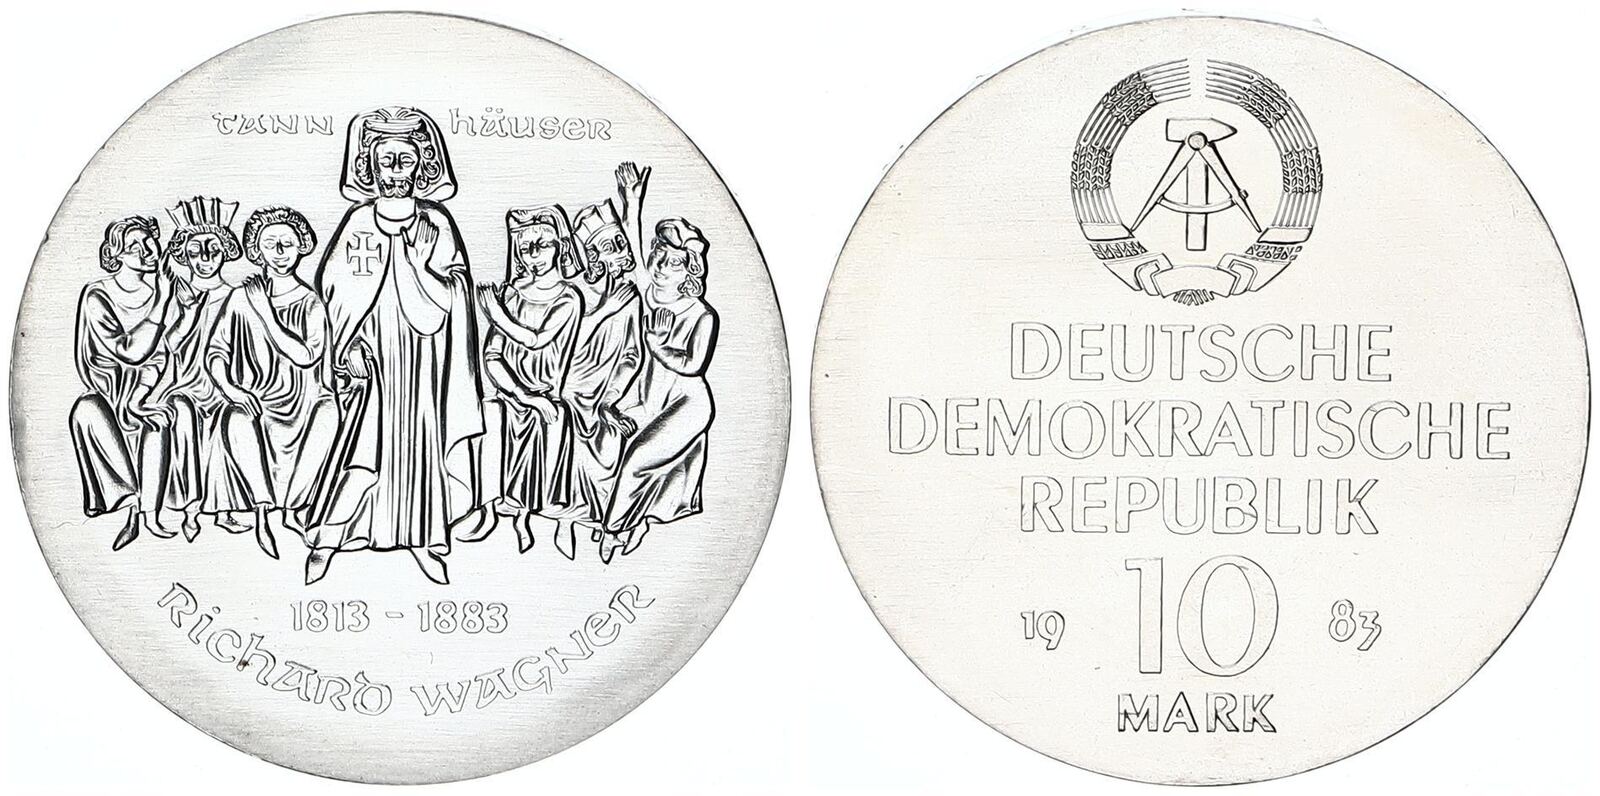 TANN häuser
1813 - 1883
Richard Wagner
DEUTSCHE
DEMOKRATISCHE
REPUBLIK
19 10 83
MARK